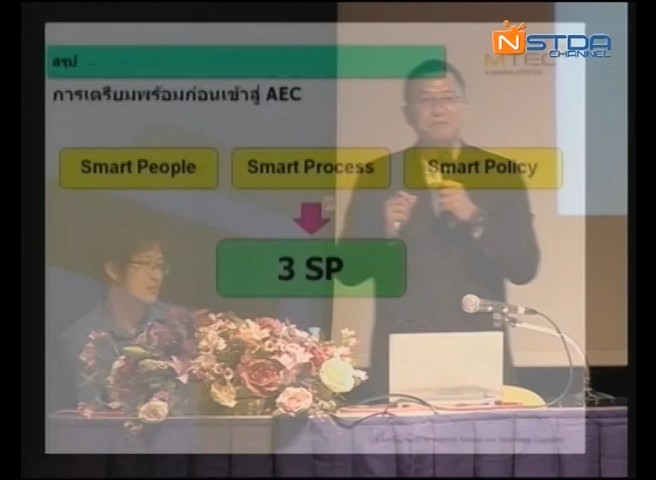 NSTDA
CHANNEL
MTEC
สรุป
การเตรียมพร้อมก่อนเข้าสู่ AEC
Smart People
Smart Process
Smart Policy
3 SP